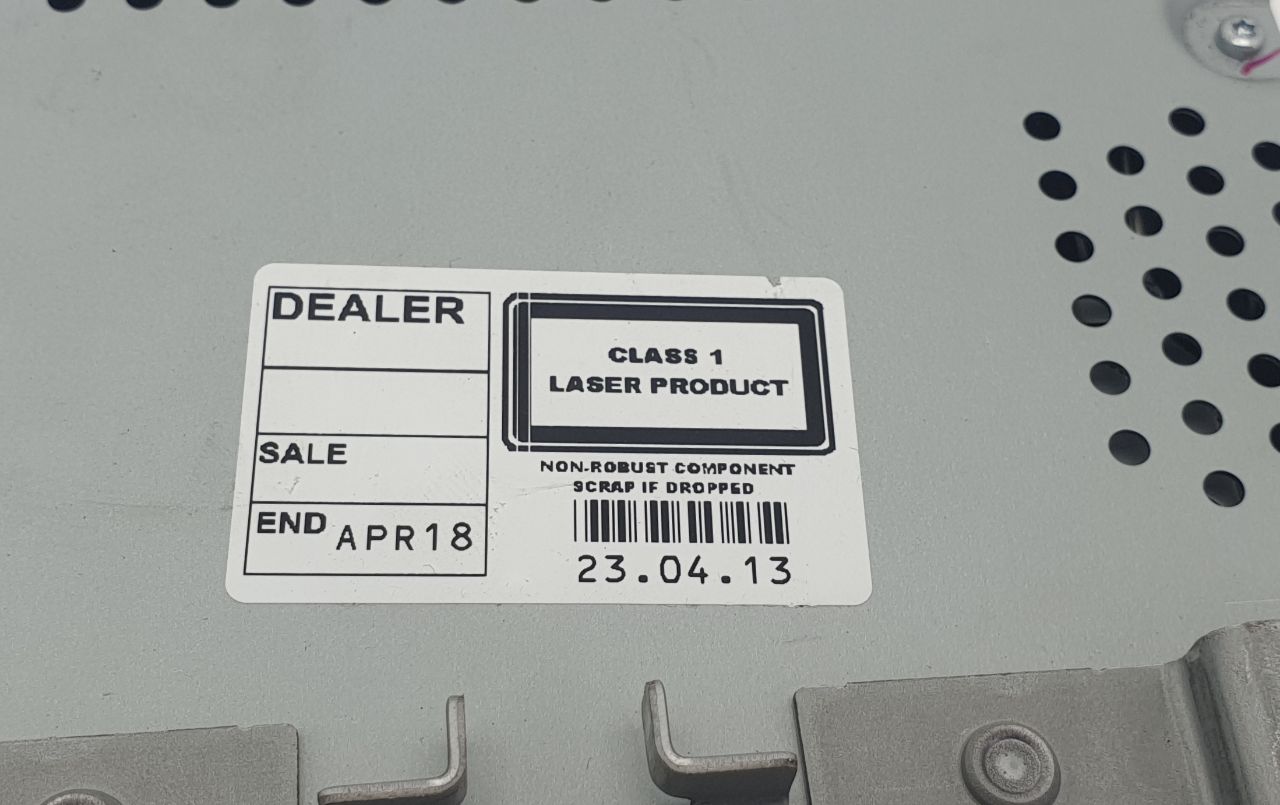 DEALER
SALE
END APR18
CLASS 1
LASER PRODUCT
NON-ROBUST COMPONENT
SCRAP IF DROPPED
23.04.13